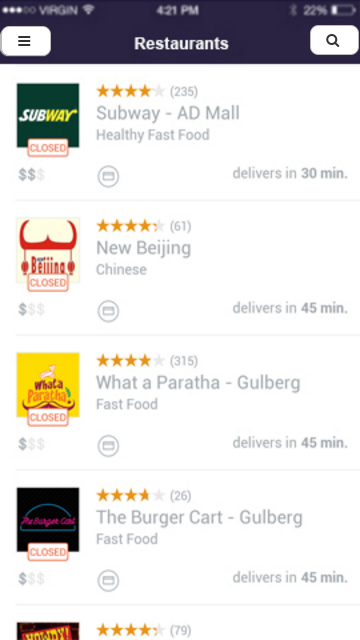 VIRGIN 4:21 PM 22%
Restaurants
SUBWAY
CLOSED
(235)
Subway - AD Mall
Healthy Fast Food
$$$
delivers in 30 min.
Beijing
CLOSED
(61)
New Beijing
Chinese
$$$
delivers in 45 min.
What a
Paratha!
CLOSED
(315)
What a Paratha - Gulberg
Fast Food
$$$
delivers in 45 min.
The Burger Cart
CLOSED
(26)
The Burger Cart - Gulberg
Fast Food
$$$
delivers in 45 min.
HOWDY!
(79)